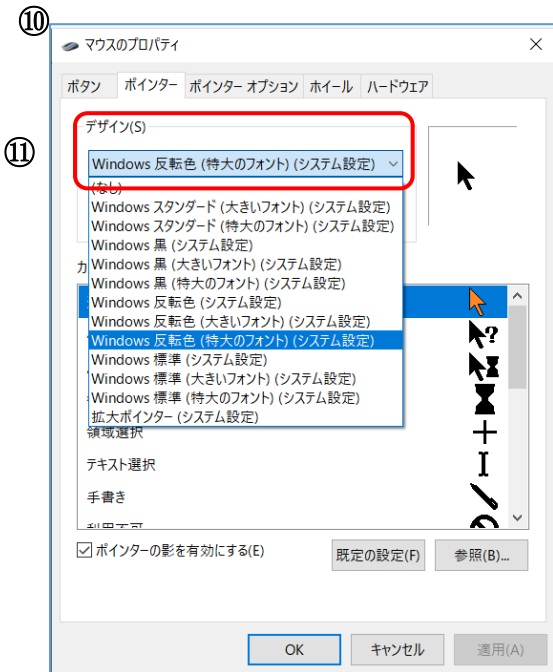 ⑩
マウスのプロパティ
ボタン ポインター ポインター オプション ホイール ハードウェア
デザイン(S)
⑪
Windows 反転色 (特大のフォント) (システム設定)
(なし)
Windows スタンダード (大きいフォント) (システム設定)
Windows スタンダード (特大のフォント) (システム設定)
Windows 黒 (システム設定)
Windows 黒 (大きいフォント) (システム設定)
Windows 黒 (特大のフォント) (システム設定)
Windows 反転色 (システム設定)
Windows 反転色 (大きいフォント) (システム設定)
Windows 反転色 (特大のフォント) (システム設定)
Windows 標準 (システム設定)
Windows 標準 (大きいフォント) (システム設定)
Windows 標準 (特大のフォント) (システム設定)
拡大ポインター (システム設定)
領域選択
テキスト選択
手書き
ポインターの影を有効にする(E)
既定の設定(F) 参照(B)...
OK キャンセル 適用(A)